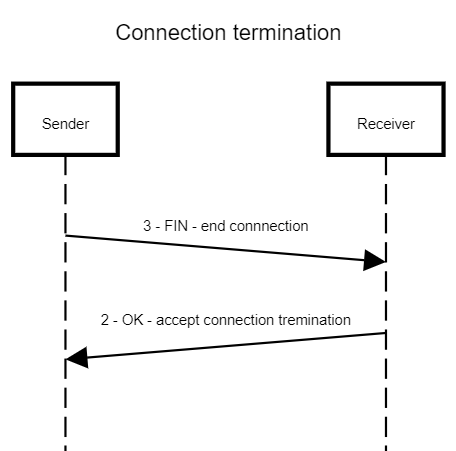 Connection termination
Sender
Receiver
3 - FIN - end connnection
2 - OK - accept connection tremination